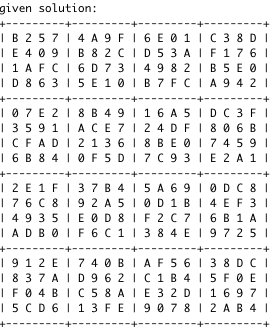 given solution:
+---------+---------+---------+---------+
| B 2 5 7 | 4 A 9 F | 6 E 0 1 | C 3 8 D |
| E 4 0 9 | B 8 2 C | D 5 3 A | F 1 7 6 |
| 1 A F C | 6 D 7 3 | 4 9 8 2 | B 5 E 0 |
| D 8 6 3 | 5 E 1 0 | B 7 F C | A 9 4 2 |
+---------+---------+---------+---------+
| 0 7 E 2 | 8 B 4 9 | 1 6 A 5 | D C 3 F |
| 3 5 9 1 | A C E 7 | 2 4 D F | 8 0 6 B |
| C F A D | 2 1 3 6 | 8 B E 0 | 7 4 5 9 |
| 6 B 8 4 | 0 F 5 D | 7 C 9 3 | E 2 A 1 |
+---------+---------+---------+---------+
| 2 E 1 F | 3 7 B 4 | 5 A 6 9 | 0 D C 8 |
| 7 6 C 8 | 9 2 A 5 | 0 D 1 B | 4 E F 3 |
| 4 9 3 5 | E 0 D 8 | F 2 C 7 | 6 B 1 A |
| A D B 0 | F 6 C 1 | 3 8 4 E | 9 7 2 5 |
+---------+---------+---------+---------+
| 9 1 2 E | 7 4 0 B | A F 5 6 | 3 8 D C |
| 8 3 7 A | D 9 6 2 | C 1 B 4 | 5 F 0 E |
| F 0 4 B | C 5 8 A | E 3 2 D | 1 6 9 7 |
| 5 C D 6 | 1 3 F E | 9 0 7 8 | 2 A B 4 |
+---------+---------+---------+---------+